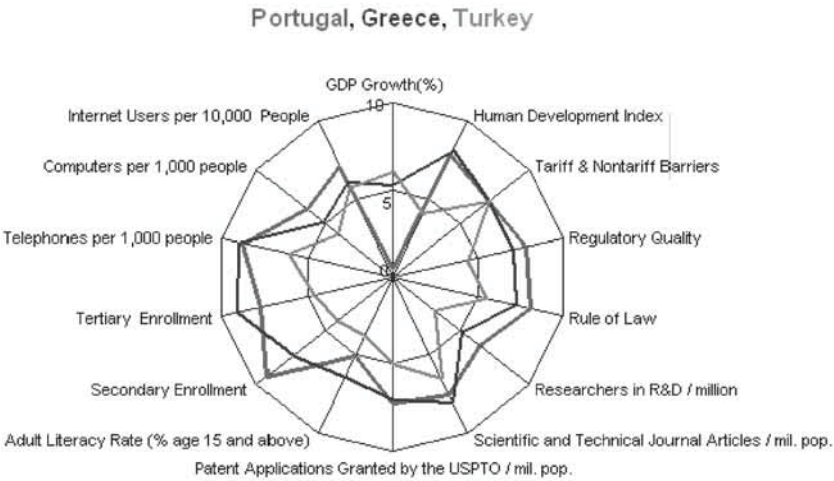 Portugal, Greece, Turkey
GDP Growth(%)
10
Internet Users per 10,000 People
Human Development Index
Computers per 1,000 people
Tariff & Nontariff Barriers
5
Telephones per 1,000 people
Regulatory Quality
0
Tertiary Enrollment
Rule of Law
Secondary Enrollment
Researchers in R&D / million
Adult Literacy Rate (% age 15 and above)
Scientific and Technical Journal Articles / mil. pop.
Patent Applications Granted by the USPTO / mil. pop.